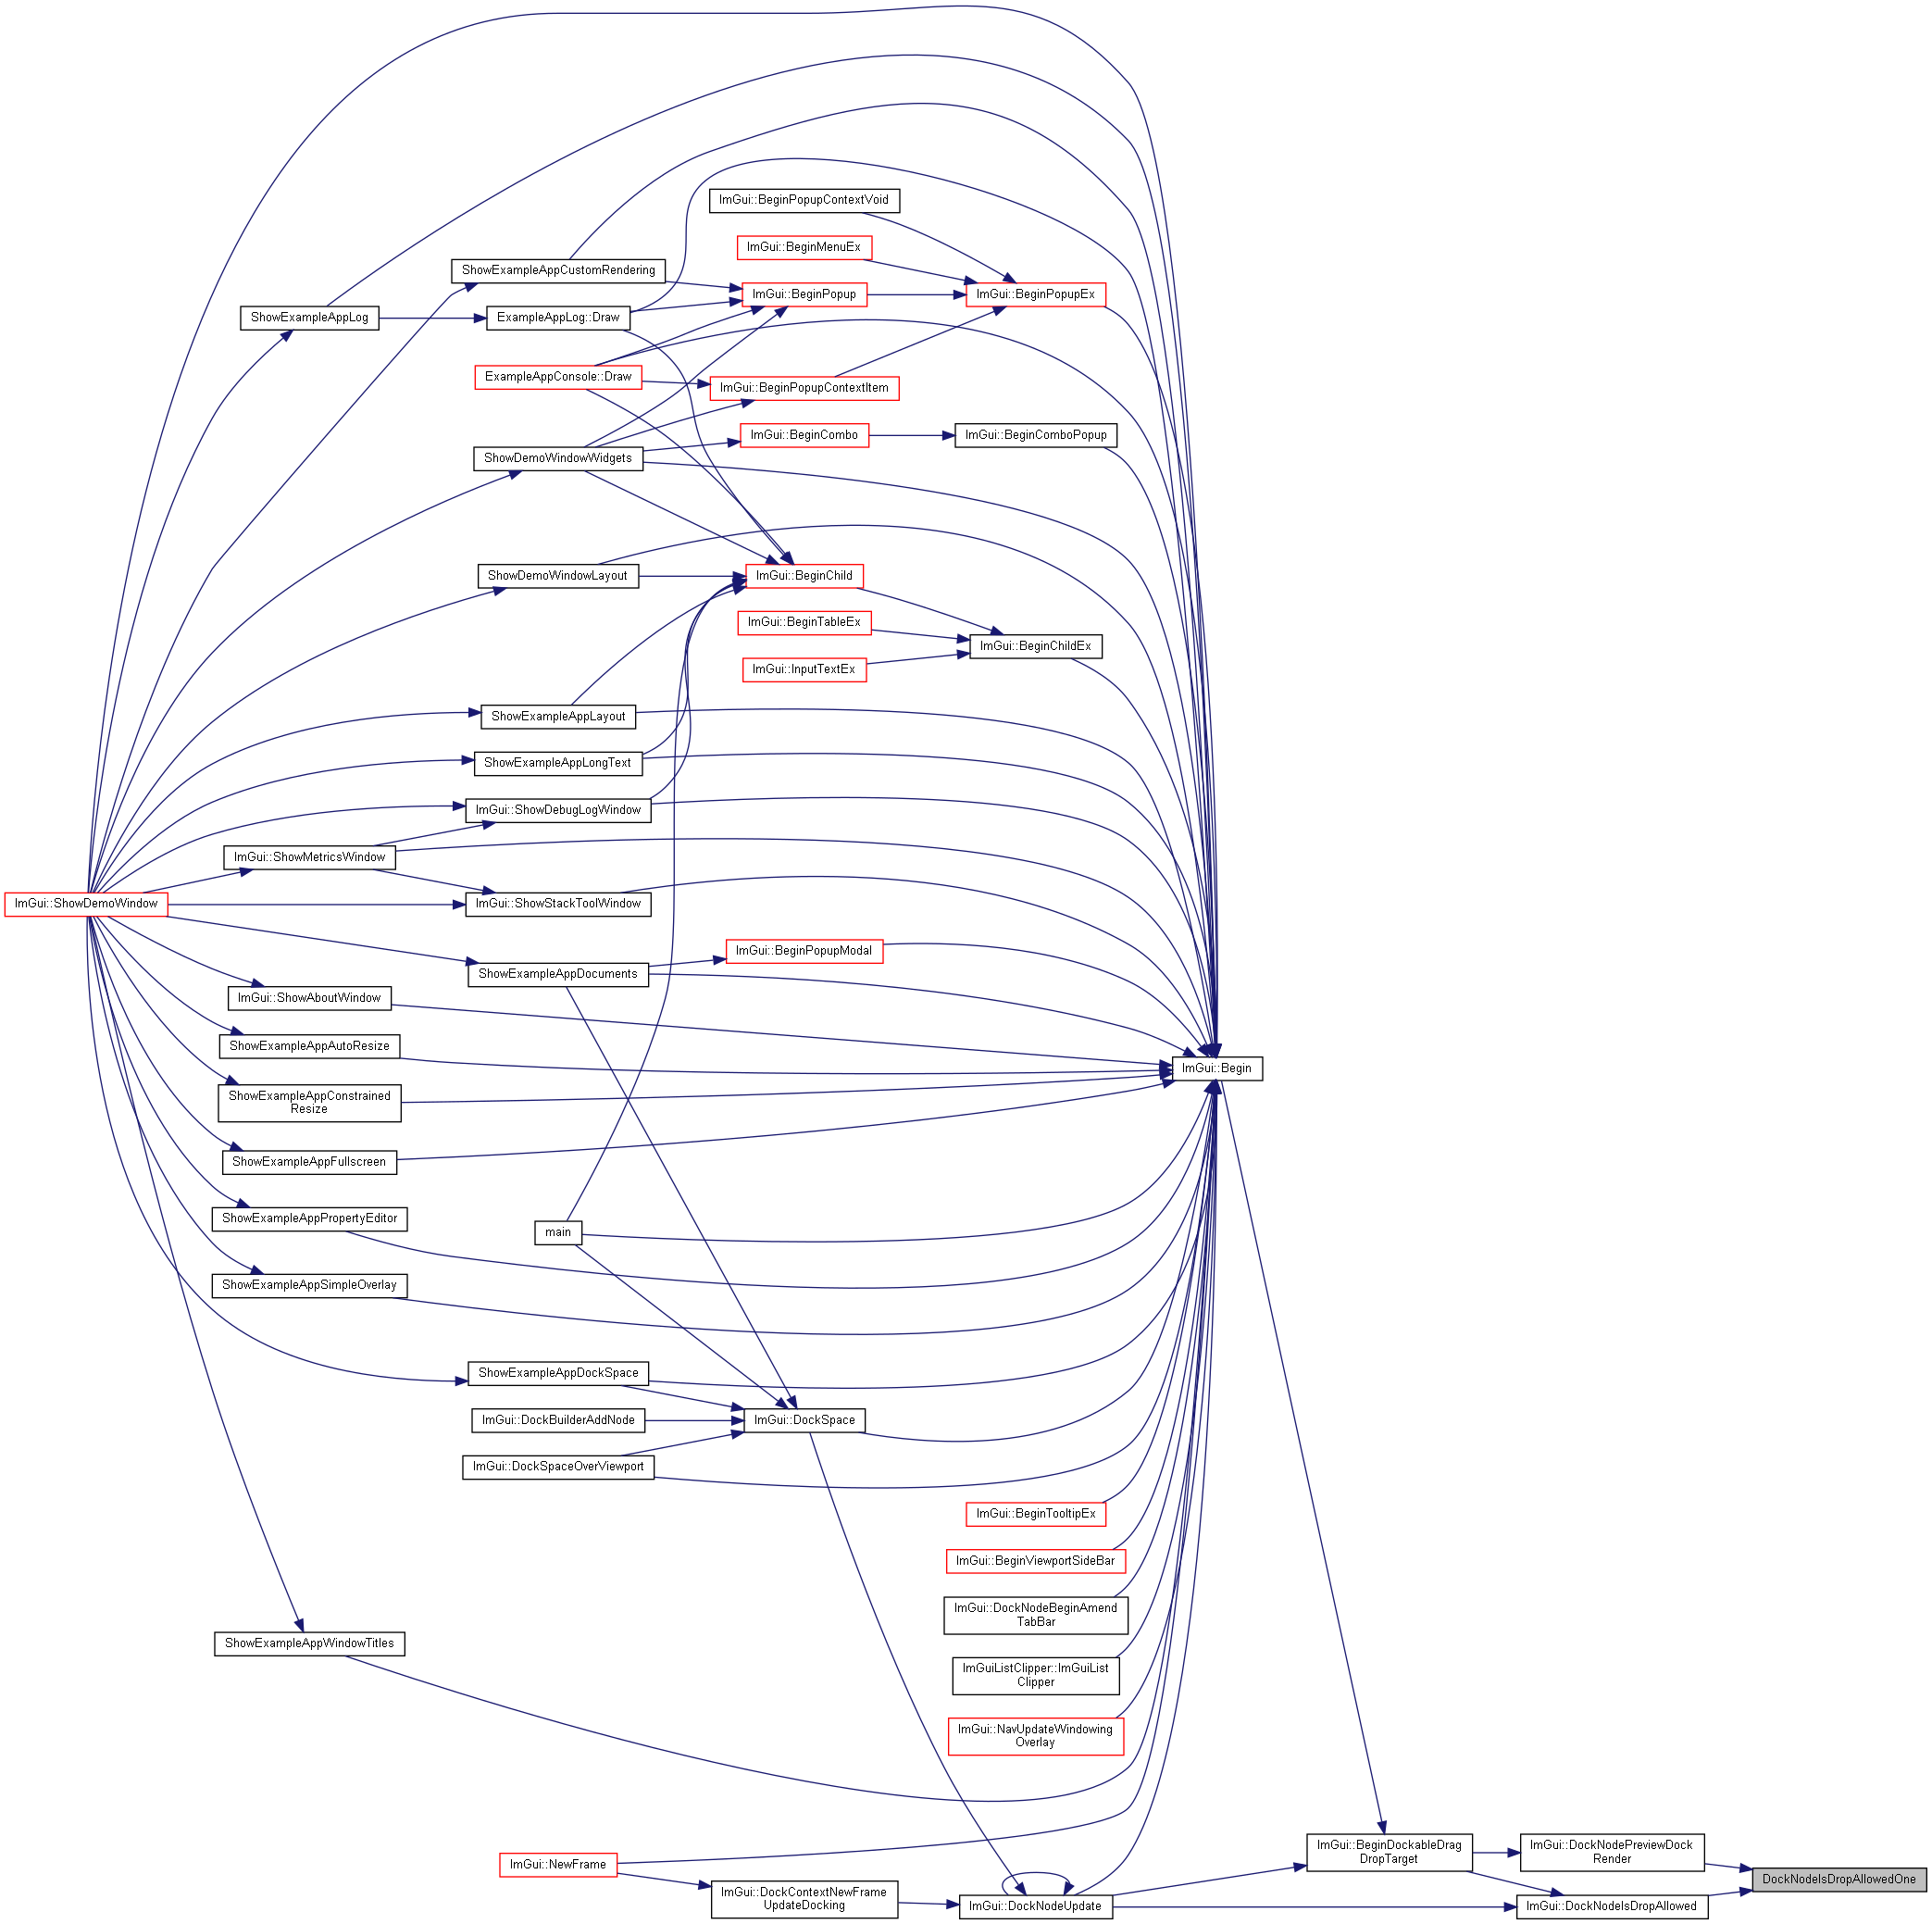 ImGui::BeginPopupContextVoid
ImGui::BeginMenuEx
ShowExampleAppCustomRendering
ImGui::BeginPopup
ImGui::BeginPopupEx
ShowExampleAppLog
ExampleAppLog::Draw
ExampleAppConsole::Draw
ImGui::BeginPopupContextItem
ShowDemoWindowWidgets
ImGui::BeginCombo
ImGui::BeginComboPopup
ShowDemoWindowLayout
ImGui::BeginChild
ImGui::BeginTableEx
ImGui::BeginChildEx
ImGui::InputTextEx
ShowExampleAppLayout
ShowExampleAppLongText
ImGui::ShowDebugLogWindow
ImGui::ShowMetricsWindow
ImGui::ShowDemoWindow
ImGui::ShowStackToolWindow
ImGui::BeginPopupModal
ShowExampleAppDocuments
ImGui::ShowAboutWindow
ShowExampleAppAutoResize
ImGui::Begin
ShowExampleAppConstrained
Resize
ShowExampleAppFullscreen
ShowExampleAppPropertyEditor
main
ShowExampleAppSimpleOverlay
ShowExampleAppDockSpace
ImGui::DockBuilderAddNode
ImGui::DockSpace
ImGui::DockSpaceOverViewport
ImGui::BeginTooltipEx
ImGui::BeginViewportSideBar
ImGui::DockNodeBeginAmend
TabBar
ShowExampleAppWindowTitles
ImGuiListClipper::ImGuiList
Clipper
ImGui::NavUpdateWindowing
Overlay
ImGui::NewFrame
ImGui::DockContextNewFrame
UpdateDocking
ImGui::DockNodeUpdate
ImGui::BeginDockableDrag
DropTarget
ImGui::DockNodePreviewDock
Render
ImGui::DockNodeIsDropAllowed
DockNodeIsDropAllowedOne